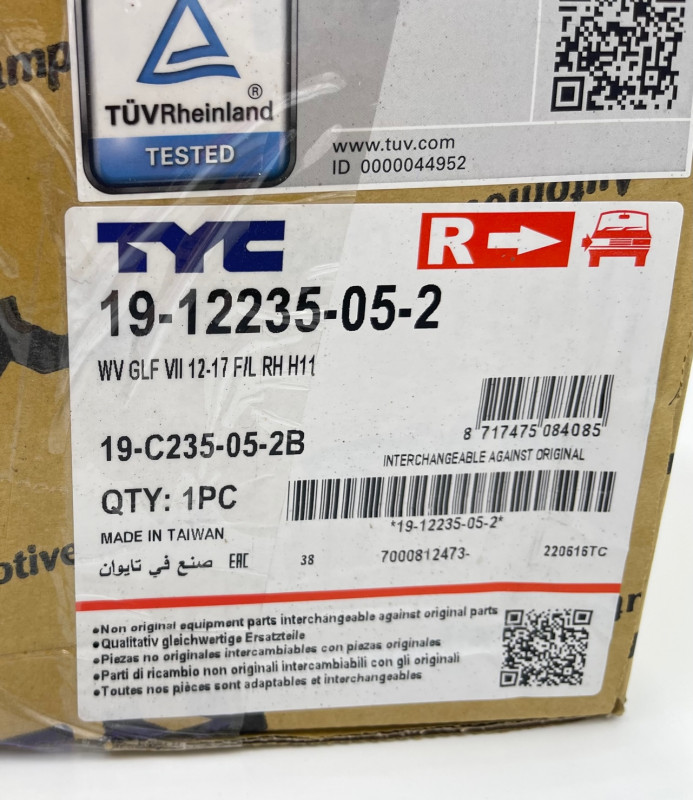 TÜVRheinland®
TESTED
www.tuv.com
ID 0000044952
Automotive
TYC
R
19-12235-05-2
WV GLF VII 12-17 F/L RH H11
8 717475 084085
19-C235-05-2B
INTERCHANGEABLE AGAINST ORIGINAL
QTY: 1PC
*19-12235-05-2*
MADE IN TAIWAN
صنع في تايوان EAC 38 7000812473- 220616TC
otive
•Non original equipment parts interchangeable against original parts
•Qualitativ gleichwertige Ersatzteile
•Piezas no originales intercambiables con piezas originales
•Parti di ricambio non originali intercambiabili con gli originali
•Toutes nos pièces sont adaptables et interchangeables